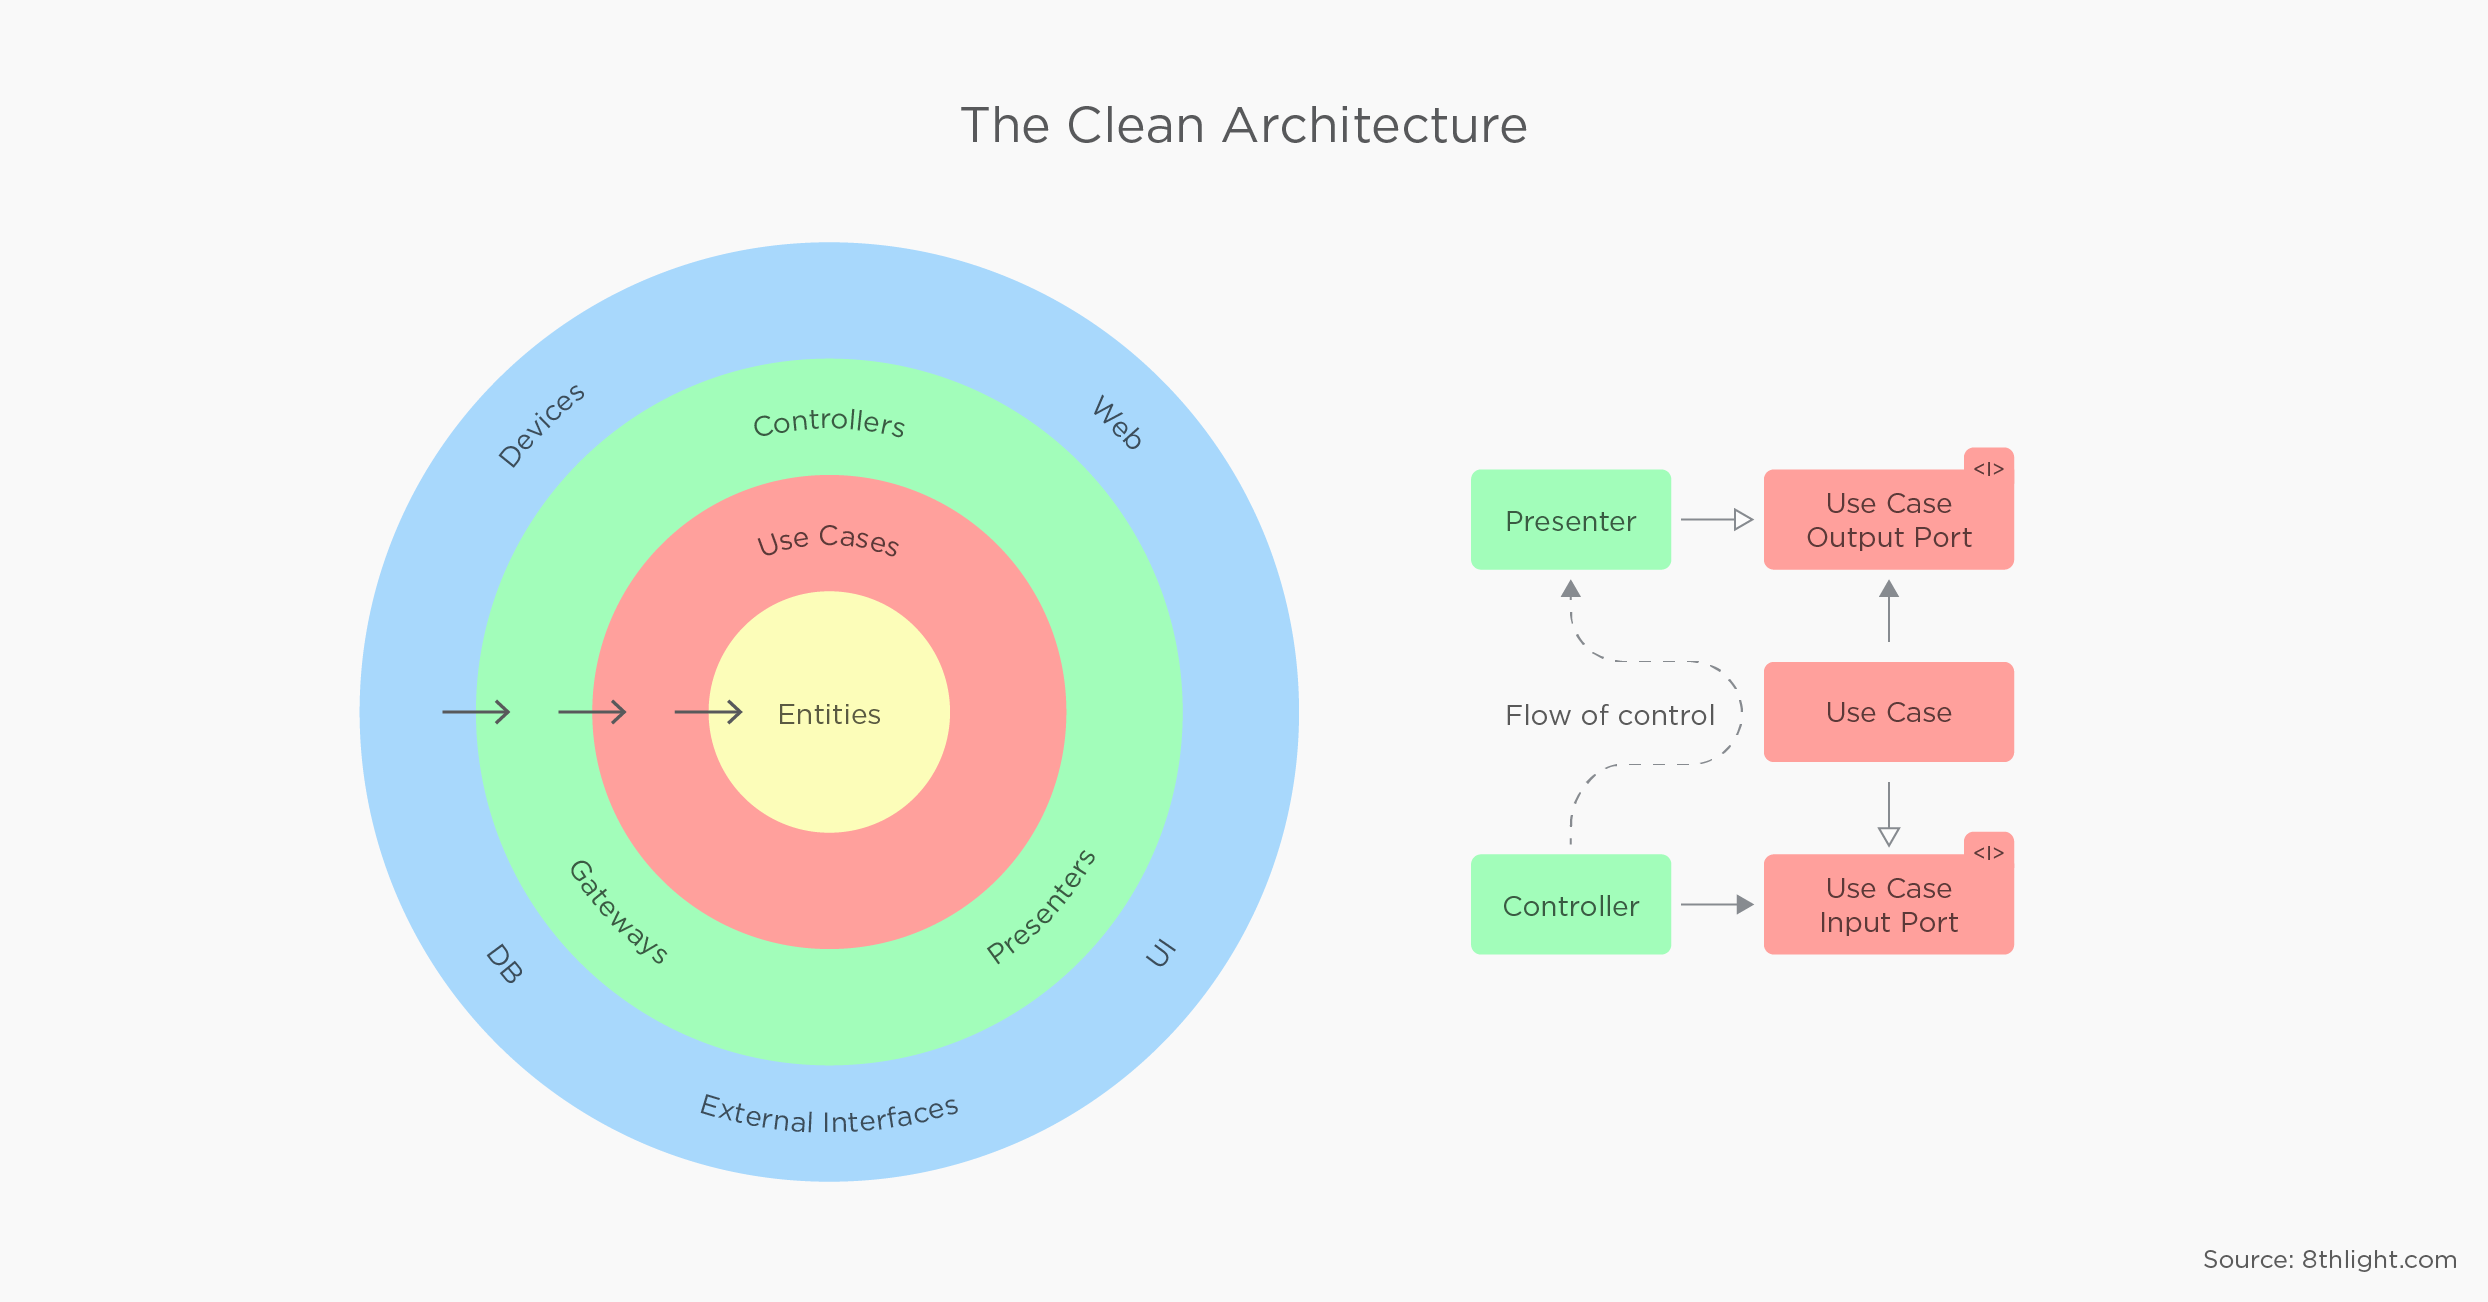 The Clean Architecture
Devices
Web
Controllers
Use Cases
Entities
Gateways
Presenters
DB
UI
External Interfaces
Presenter
<I>
Use Case
Output Port
Flow of control
Use Case
Controller
<I>
Use Case
Input Port
Source: 8thlight.com